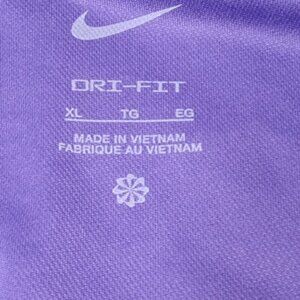 DRI-FIT
XL TG EG
MADE IN VIETNAM
FABRIQUE AU VIETNAM